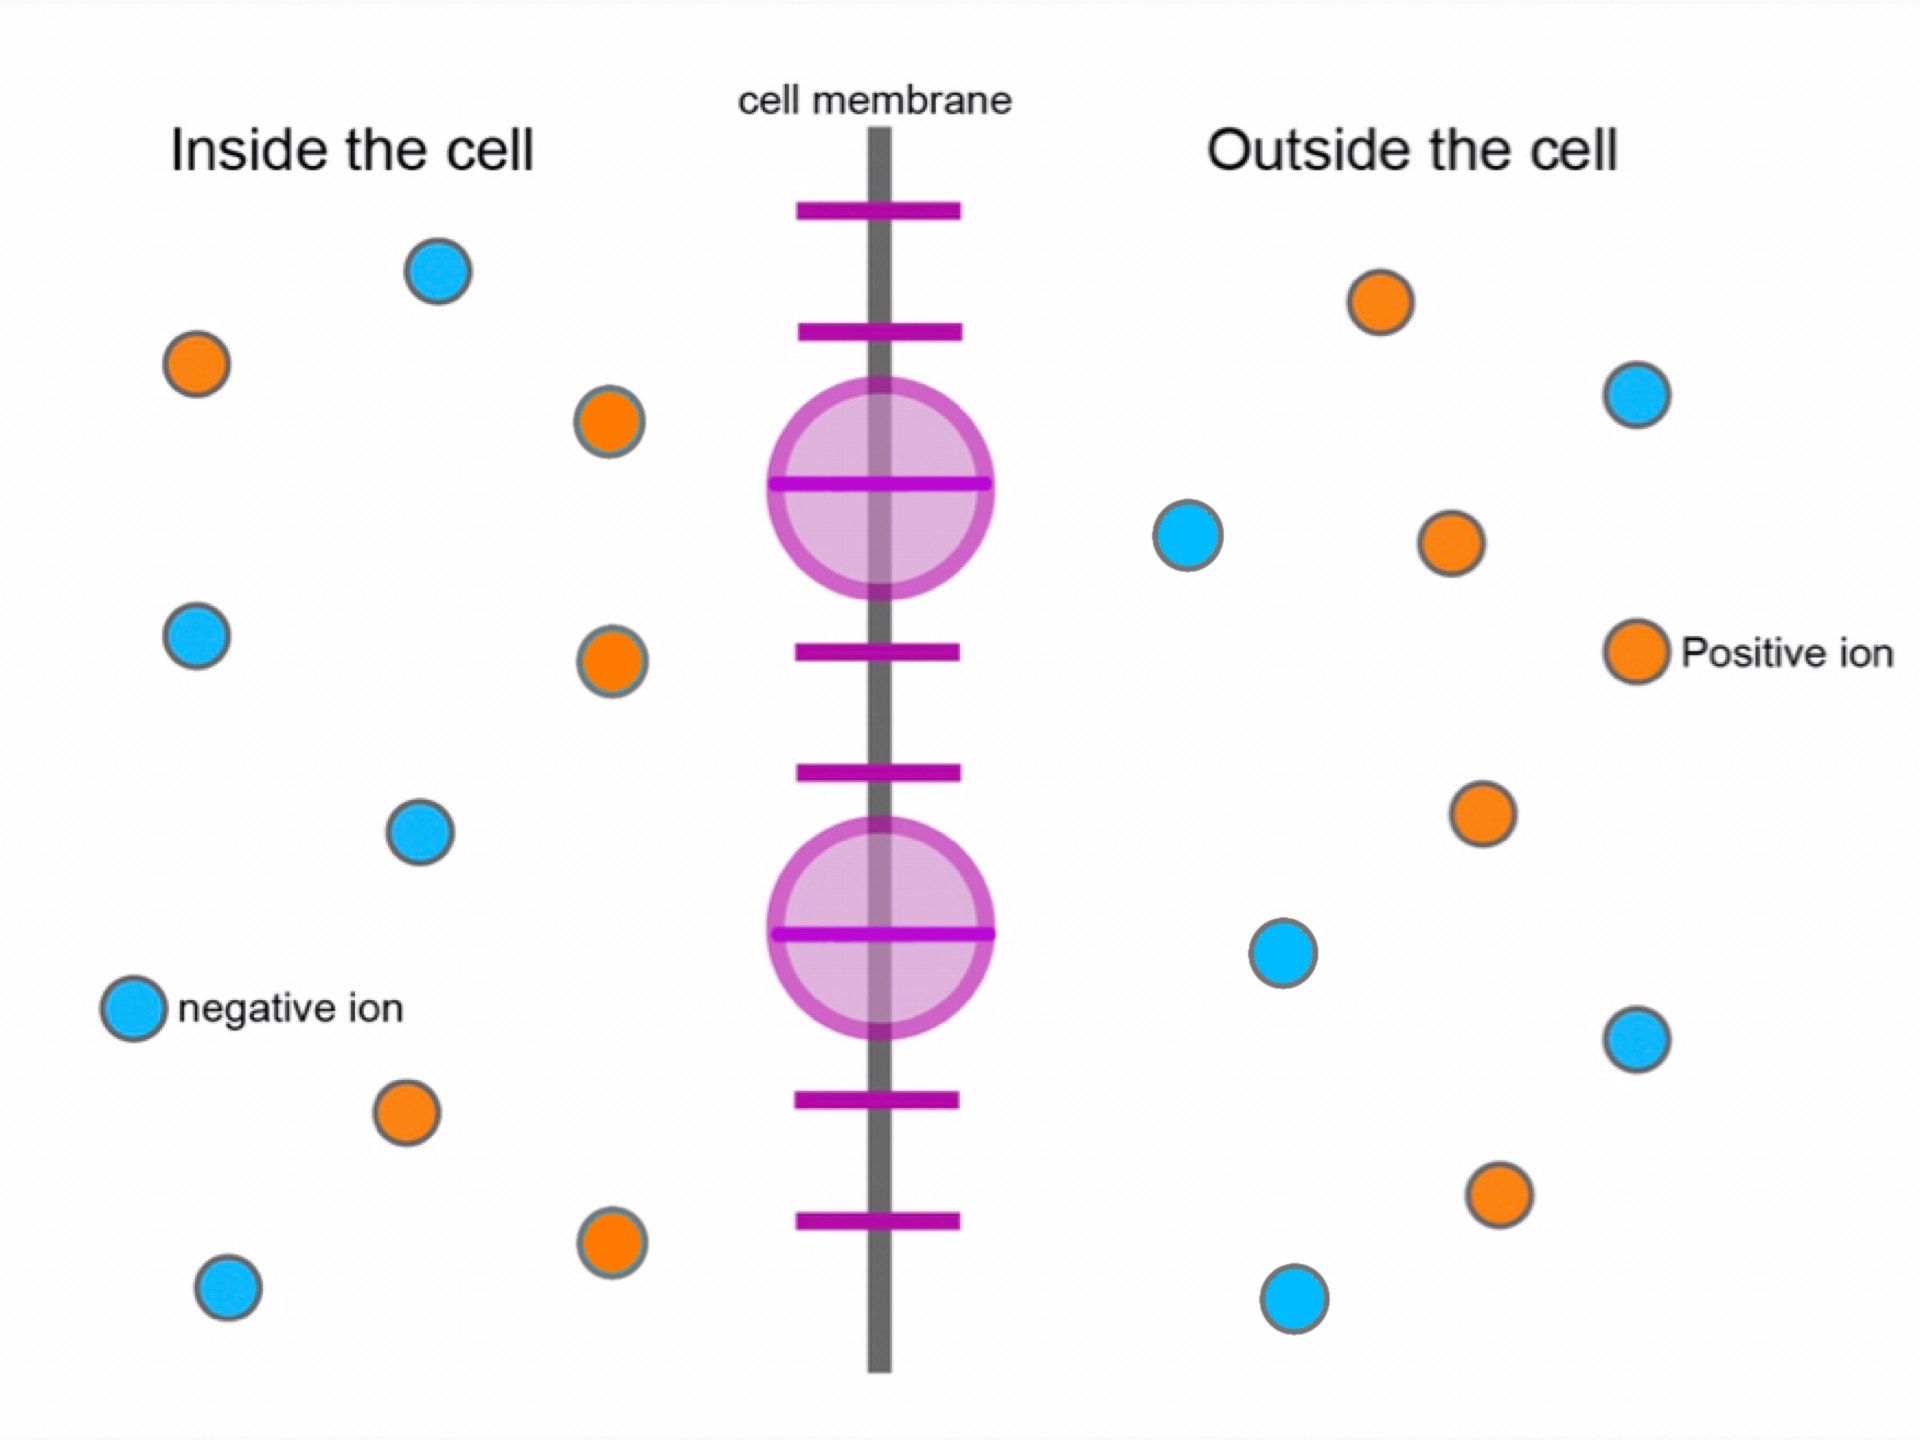 cell membrane
Inside the cell
Outside the cell
Positive ion
negative ion